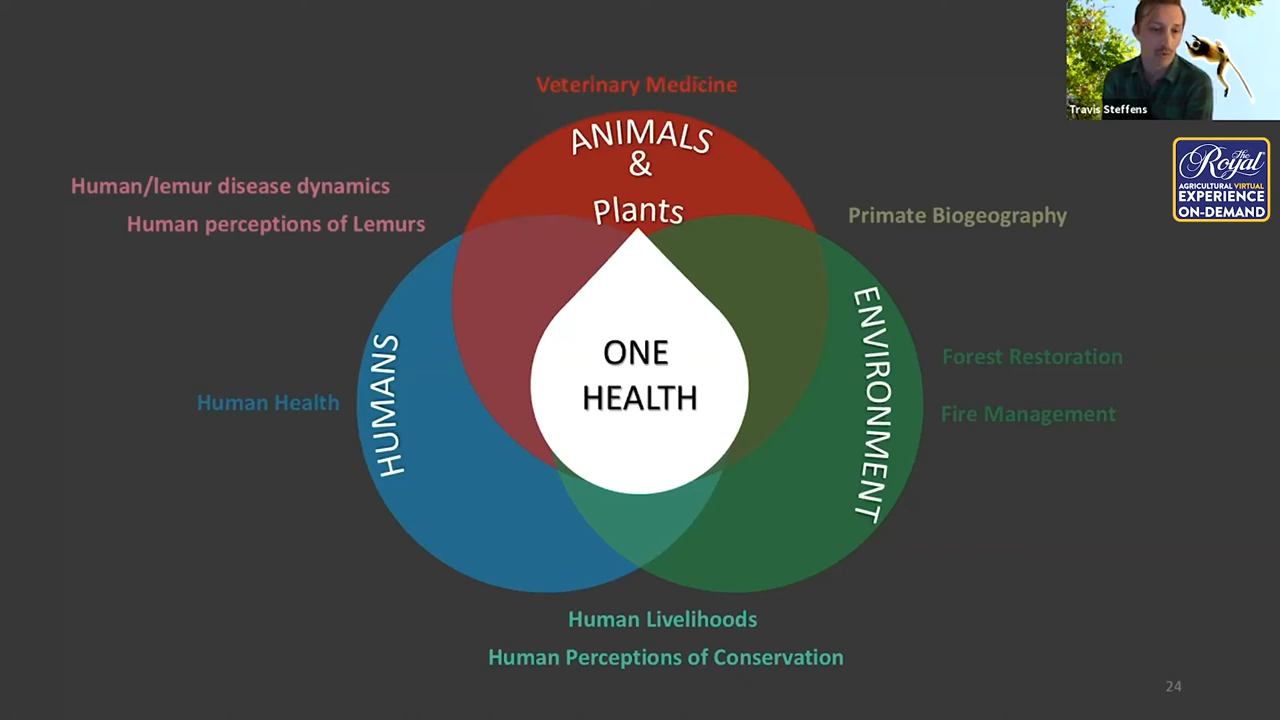 Veterinary Medicine
ANIMALS
&
Plants
Human/lemur disease dynamics
Human perceptions of Lemurs
Primate Biogeography
HUMANS
ENVIRONMENT
ONE
HEALTH
Human Health
Forest Restoration
Fire Management
Human Livelihoods
Human Perceptions of Conservation
24
Travis Steffens
The
Royal
AGRICULTURAL VIRTUAL
EXPERIENCE
ON-DEMAND